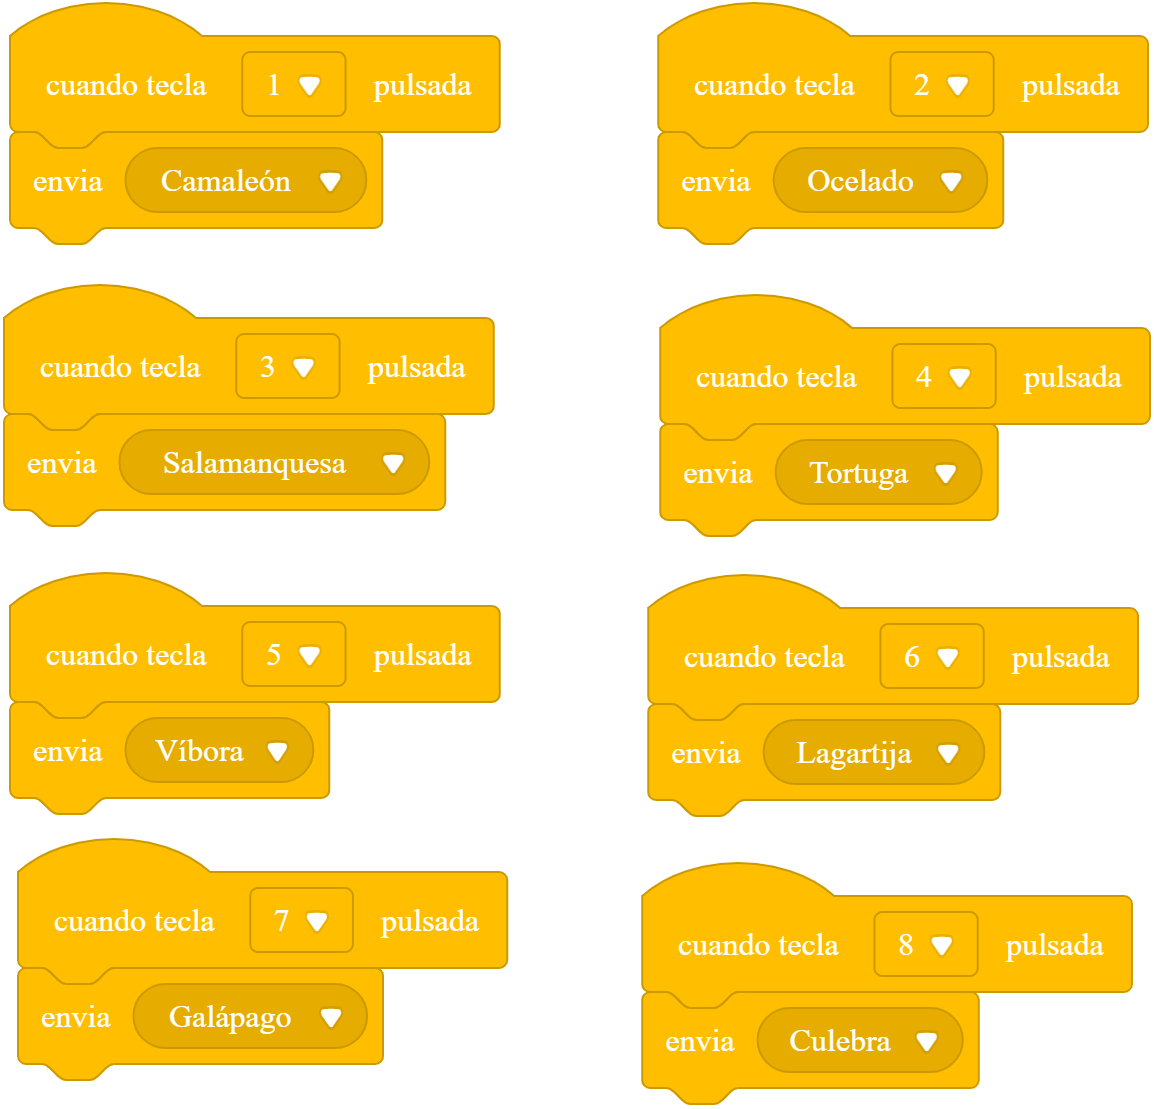 cuando tecla 1 pulsada
envia Camaleón
cuando tecla 2 pulsada
envia Ocelado
cuando tecla 3 pulsada
envia Salamanquesa
cuando tecla 4 pulsada
envia Tortuga
cuando tecla 5 pulsada
envia Víbora
cuando tecla 6 pulsada
envia Lagartija
cuando tecla 7 pulsada
envia Galápago
cuando tecla 8 pulsada
envia Culebra